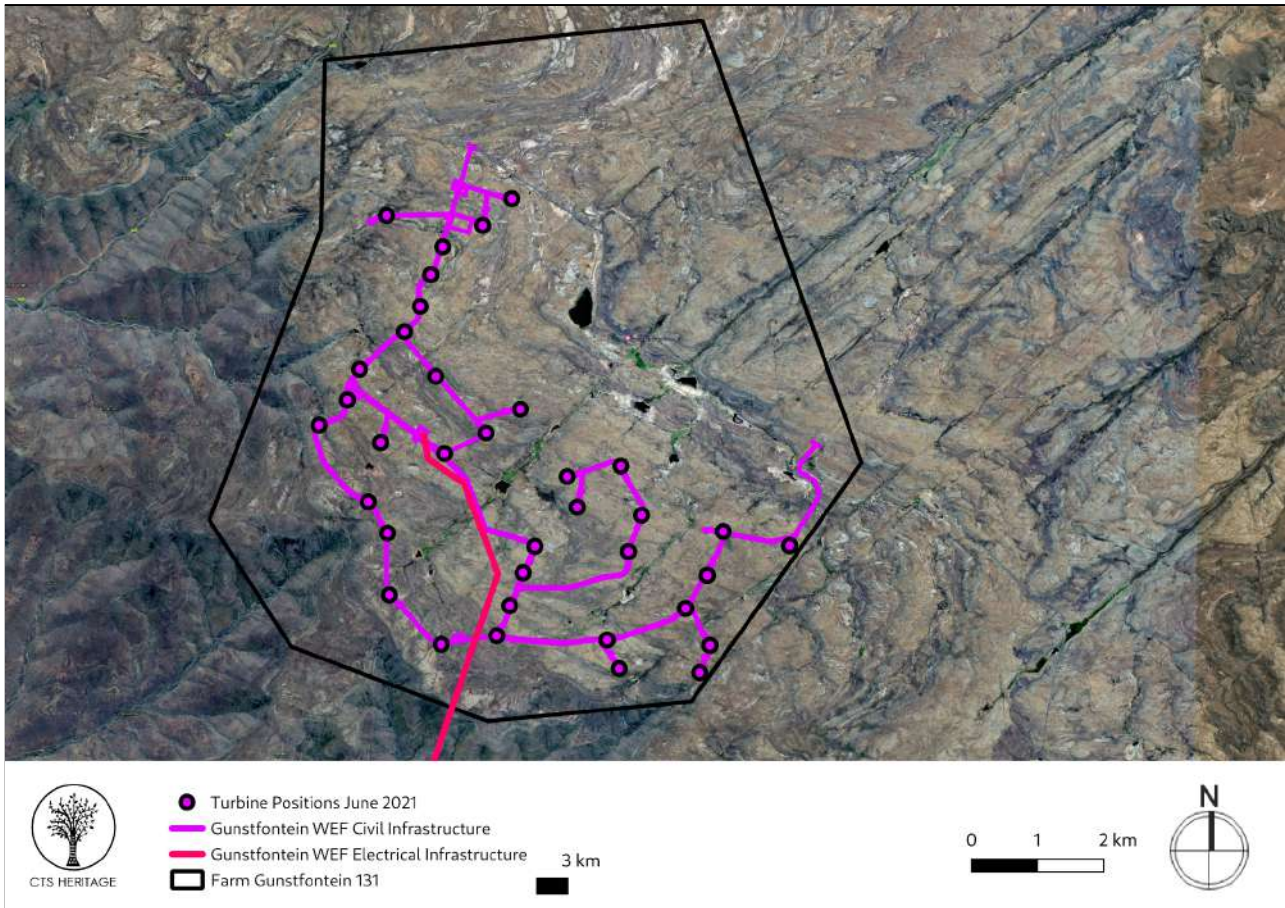 CTS HERITAGE
Turbine Positions June 2021
Gunstfontein WEF Civil Infrastructure
Gunstfontein WEF Electrical Infrastructure
Farm Gunstfontein 131
3 km
0 1 2 km
N